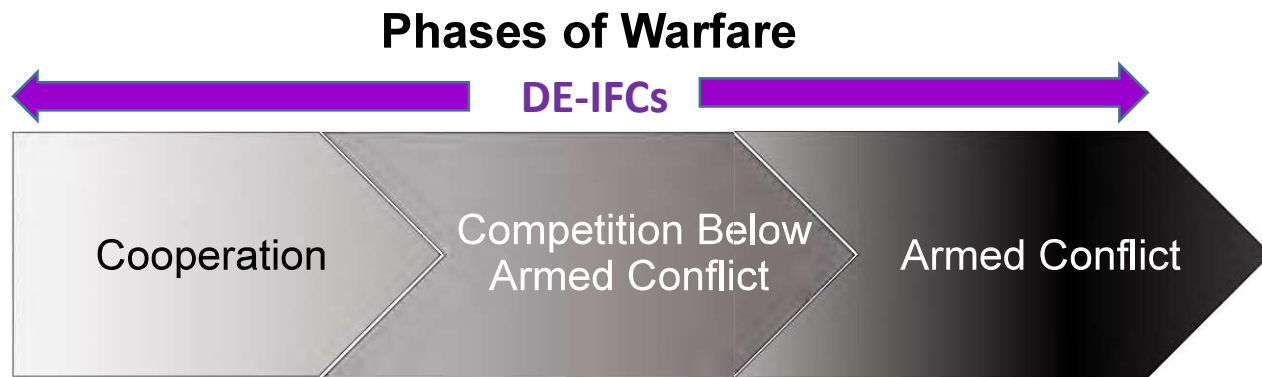 Phases of Warfare
DE-IFCs
Cooperation
Competition Below
Armed Conflict
Armed Conflict